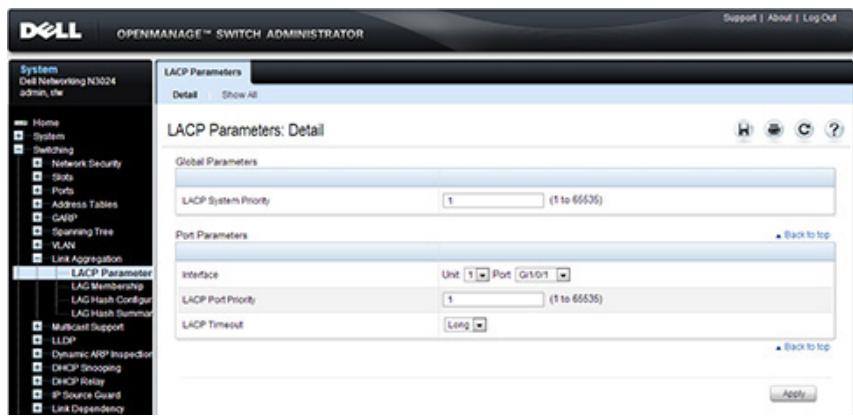 Support | About | Log Out
DELL OPENMANAGE™ SWITCH ADMINISTRATOR
System
Dell Networking N3024
admin, r/w
Home
System
Switching
Network Security
Slots
Ports
Address Tables
GARP
Spanning Tree
VLAN
Link Aggregation
LACP Parameter
LAG Membership
LAG Hash Configur
LAG Hash Summar
Multicast Support
LLDP
Dynamic ARP Inspection
DHCP Snooping
DHCP Relay
IP Source Guard
Link Dependency
LACP Parameters
Detail Show All
LACP Parameters: Detail
Global Parameters
LACP System Priority 1 (1 to 65535)
Port Parameters Back to top
Interface Unit 1 Port Gi1/0/1
LACP Port Priority 1 (1 to 65535)
LACP Timeout Long
Back to top
Apply